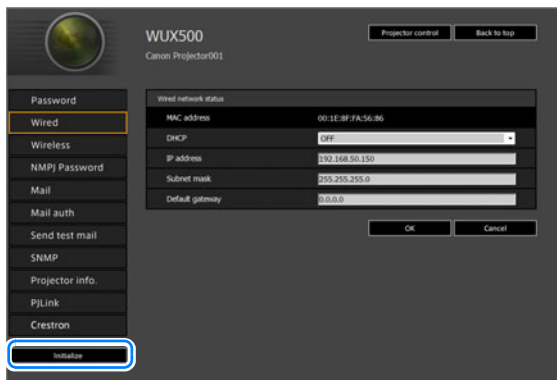 WUX500
Canon Projector001
Projector control
Back to top
Password
Wired
Wireless
NMPJ Password
Mail
Mail auth
Send test mail
SNMP
Projector info.
PJLink
Crestron
Initialize
Wired network status
MAC address 00:1E:8F:FA:56:86
DHCP OFF
IP address 192.168.50.150
Subnet mask 255.255.255.0
Default gateway 0.0.0.0
OK
Cancel